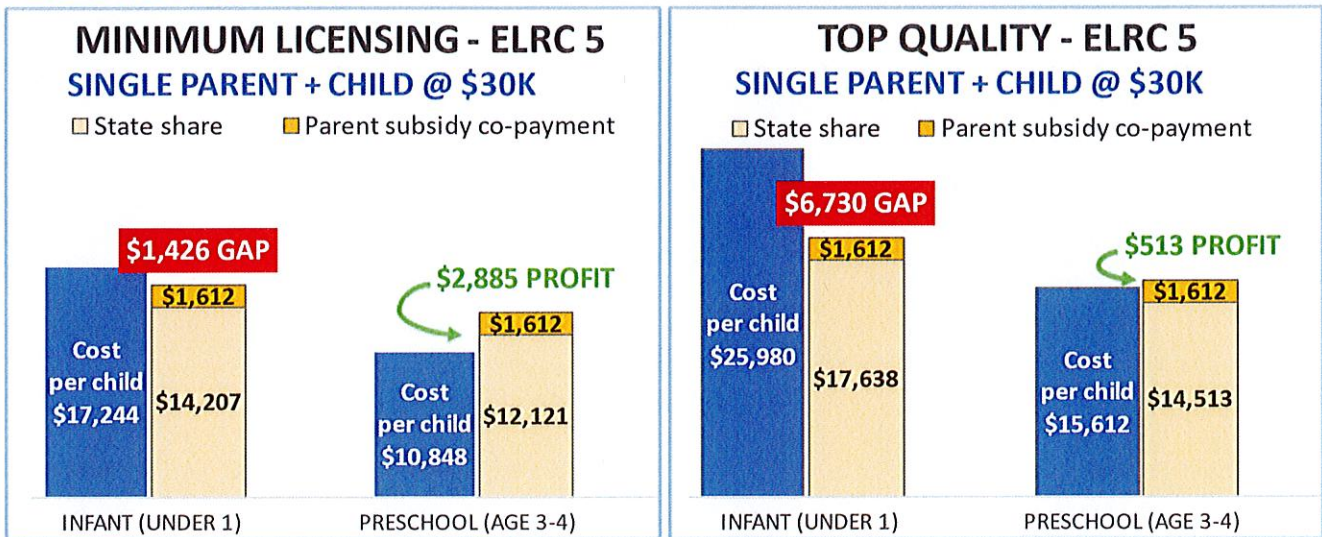 MINIMUM LICENSING - ELRC 5
SINGLE PARENT + CHILD @ $30K
State share
Parent subsidy co-payment
$1,426 GAP
$1,612
Cost
per child
$17,244
$14,207
$2,885 PROFIT
$1,612
Cost
per child
$10,848
$12,121
INFANT (UNDER 1)
PRESCHOOL (AGE 3-4)
TOP QUALITY - ELRC 5
SINGLE PARENT + CHILD @ $30K
State share
Parent subsidy co-payment
$6,730 GAP
$1,612
Cost
per child
$25,980
$17,638
$513 PROFIT
$1,612
Cost
per child
$15,612
$14,513
INFANT (UNDER 1)
PRESCHOOL (AGE 3-4)